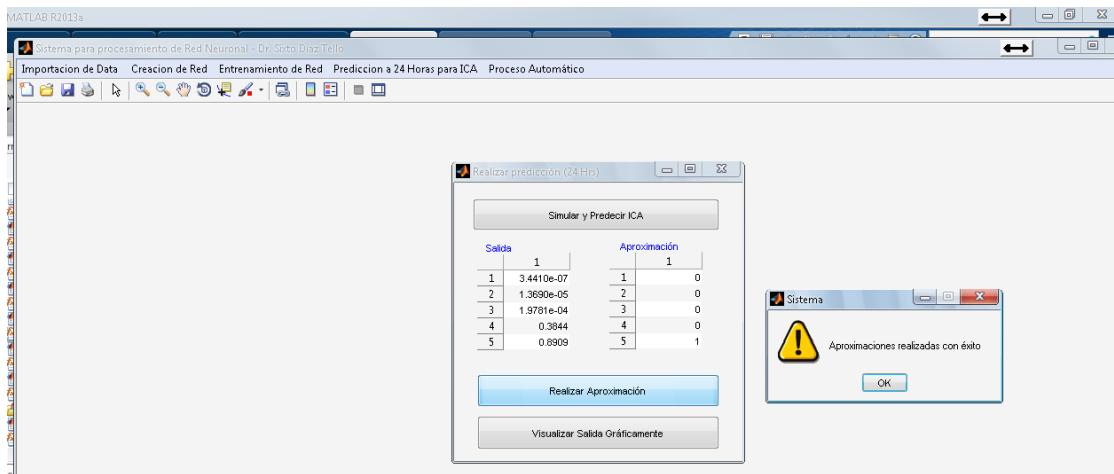 MATLAB R2013a
Sistema para procesamiento de Red Neuronal - Dr. Sixto Diaz Tello
Importacion de Data Creacion de Red Entrenamiento de Red Prediccion a 24 Horas para ICA Proceso Automático
Realizar predicción (24 Hrs)
Simular y Predecir ICA
Salida Aproximación
1 1
1 3.4410e-07 1 0
2 1.3690e-05 2 0
3 1.9781e-04 3 0
4 0.3844 4 0
5 0.8909 5 1
Realizar Aproximación
Visualizar Salida Gráficamente
Sistema
Aproximaciones realizadas con éxito
OK